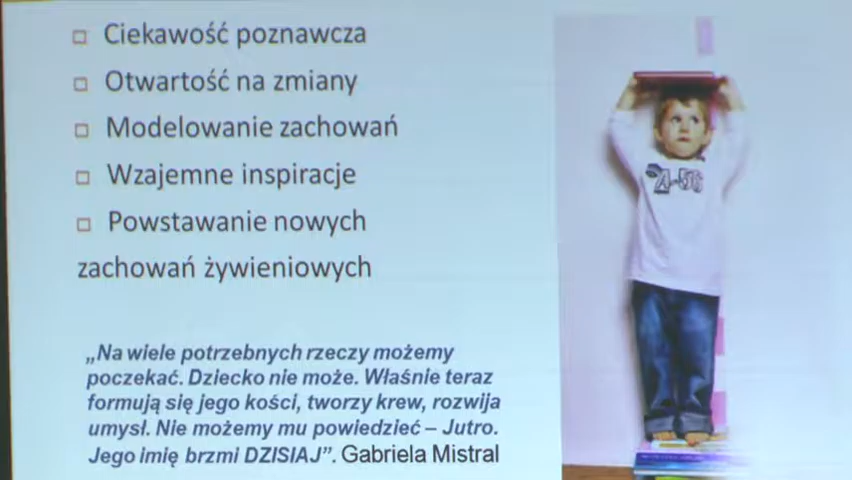 Ciekawość poznawcza
Otwartość na zmiany
Modelowanie zachowań
Wzajemne inspiracje
Powstawanie nowych
zachowań żywieniowych
„Na wiele potrzebnych rzeczy możemy
poczekać. Dziecko nie może. Właśnie teraz
formują się jego kości, tworzy krew, rozwija
umysł. Nie możemy mu powiedzieć – Jutro.
Jego imię brzmi DZISIAJ”. Gabriela Mistral
A-56